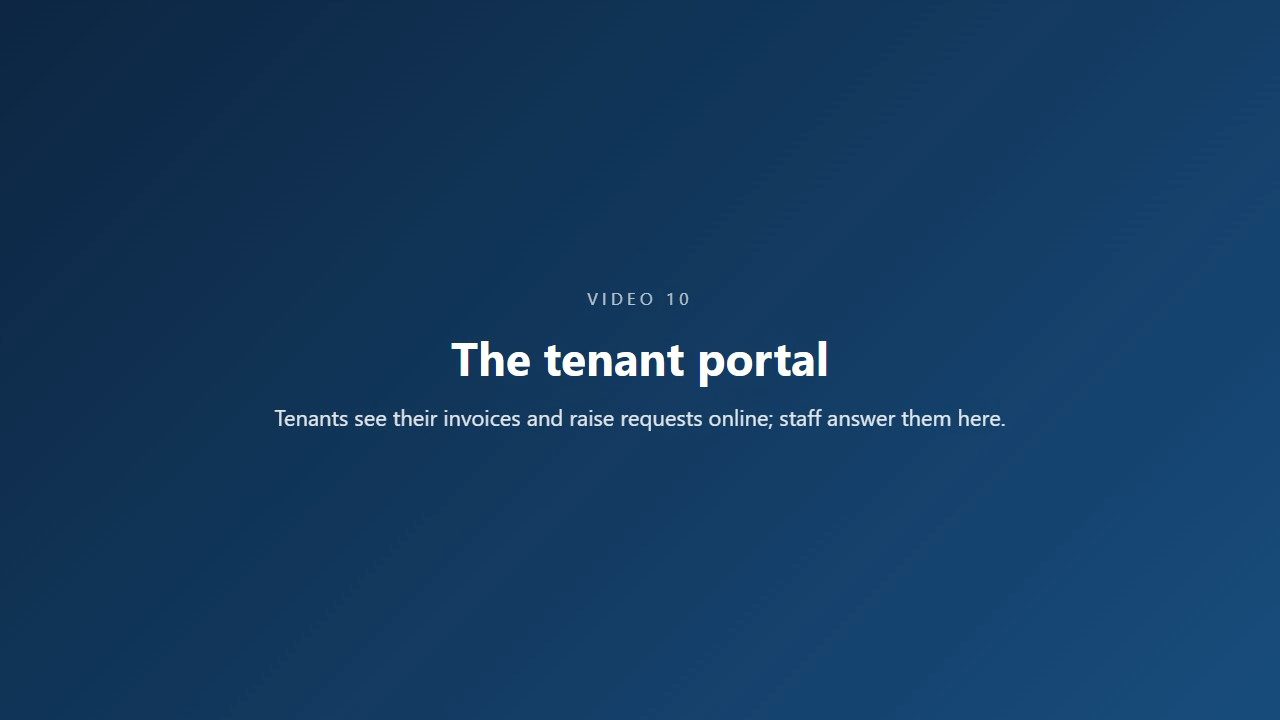 VIDEO 10
The tenant portal
Tenants see their invoices and raise requests online; staff answer them here.